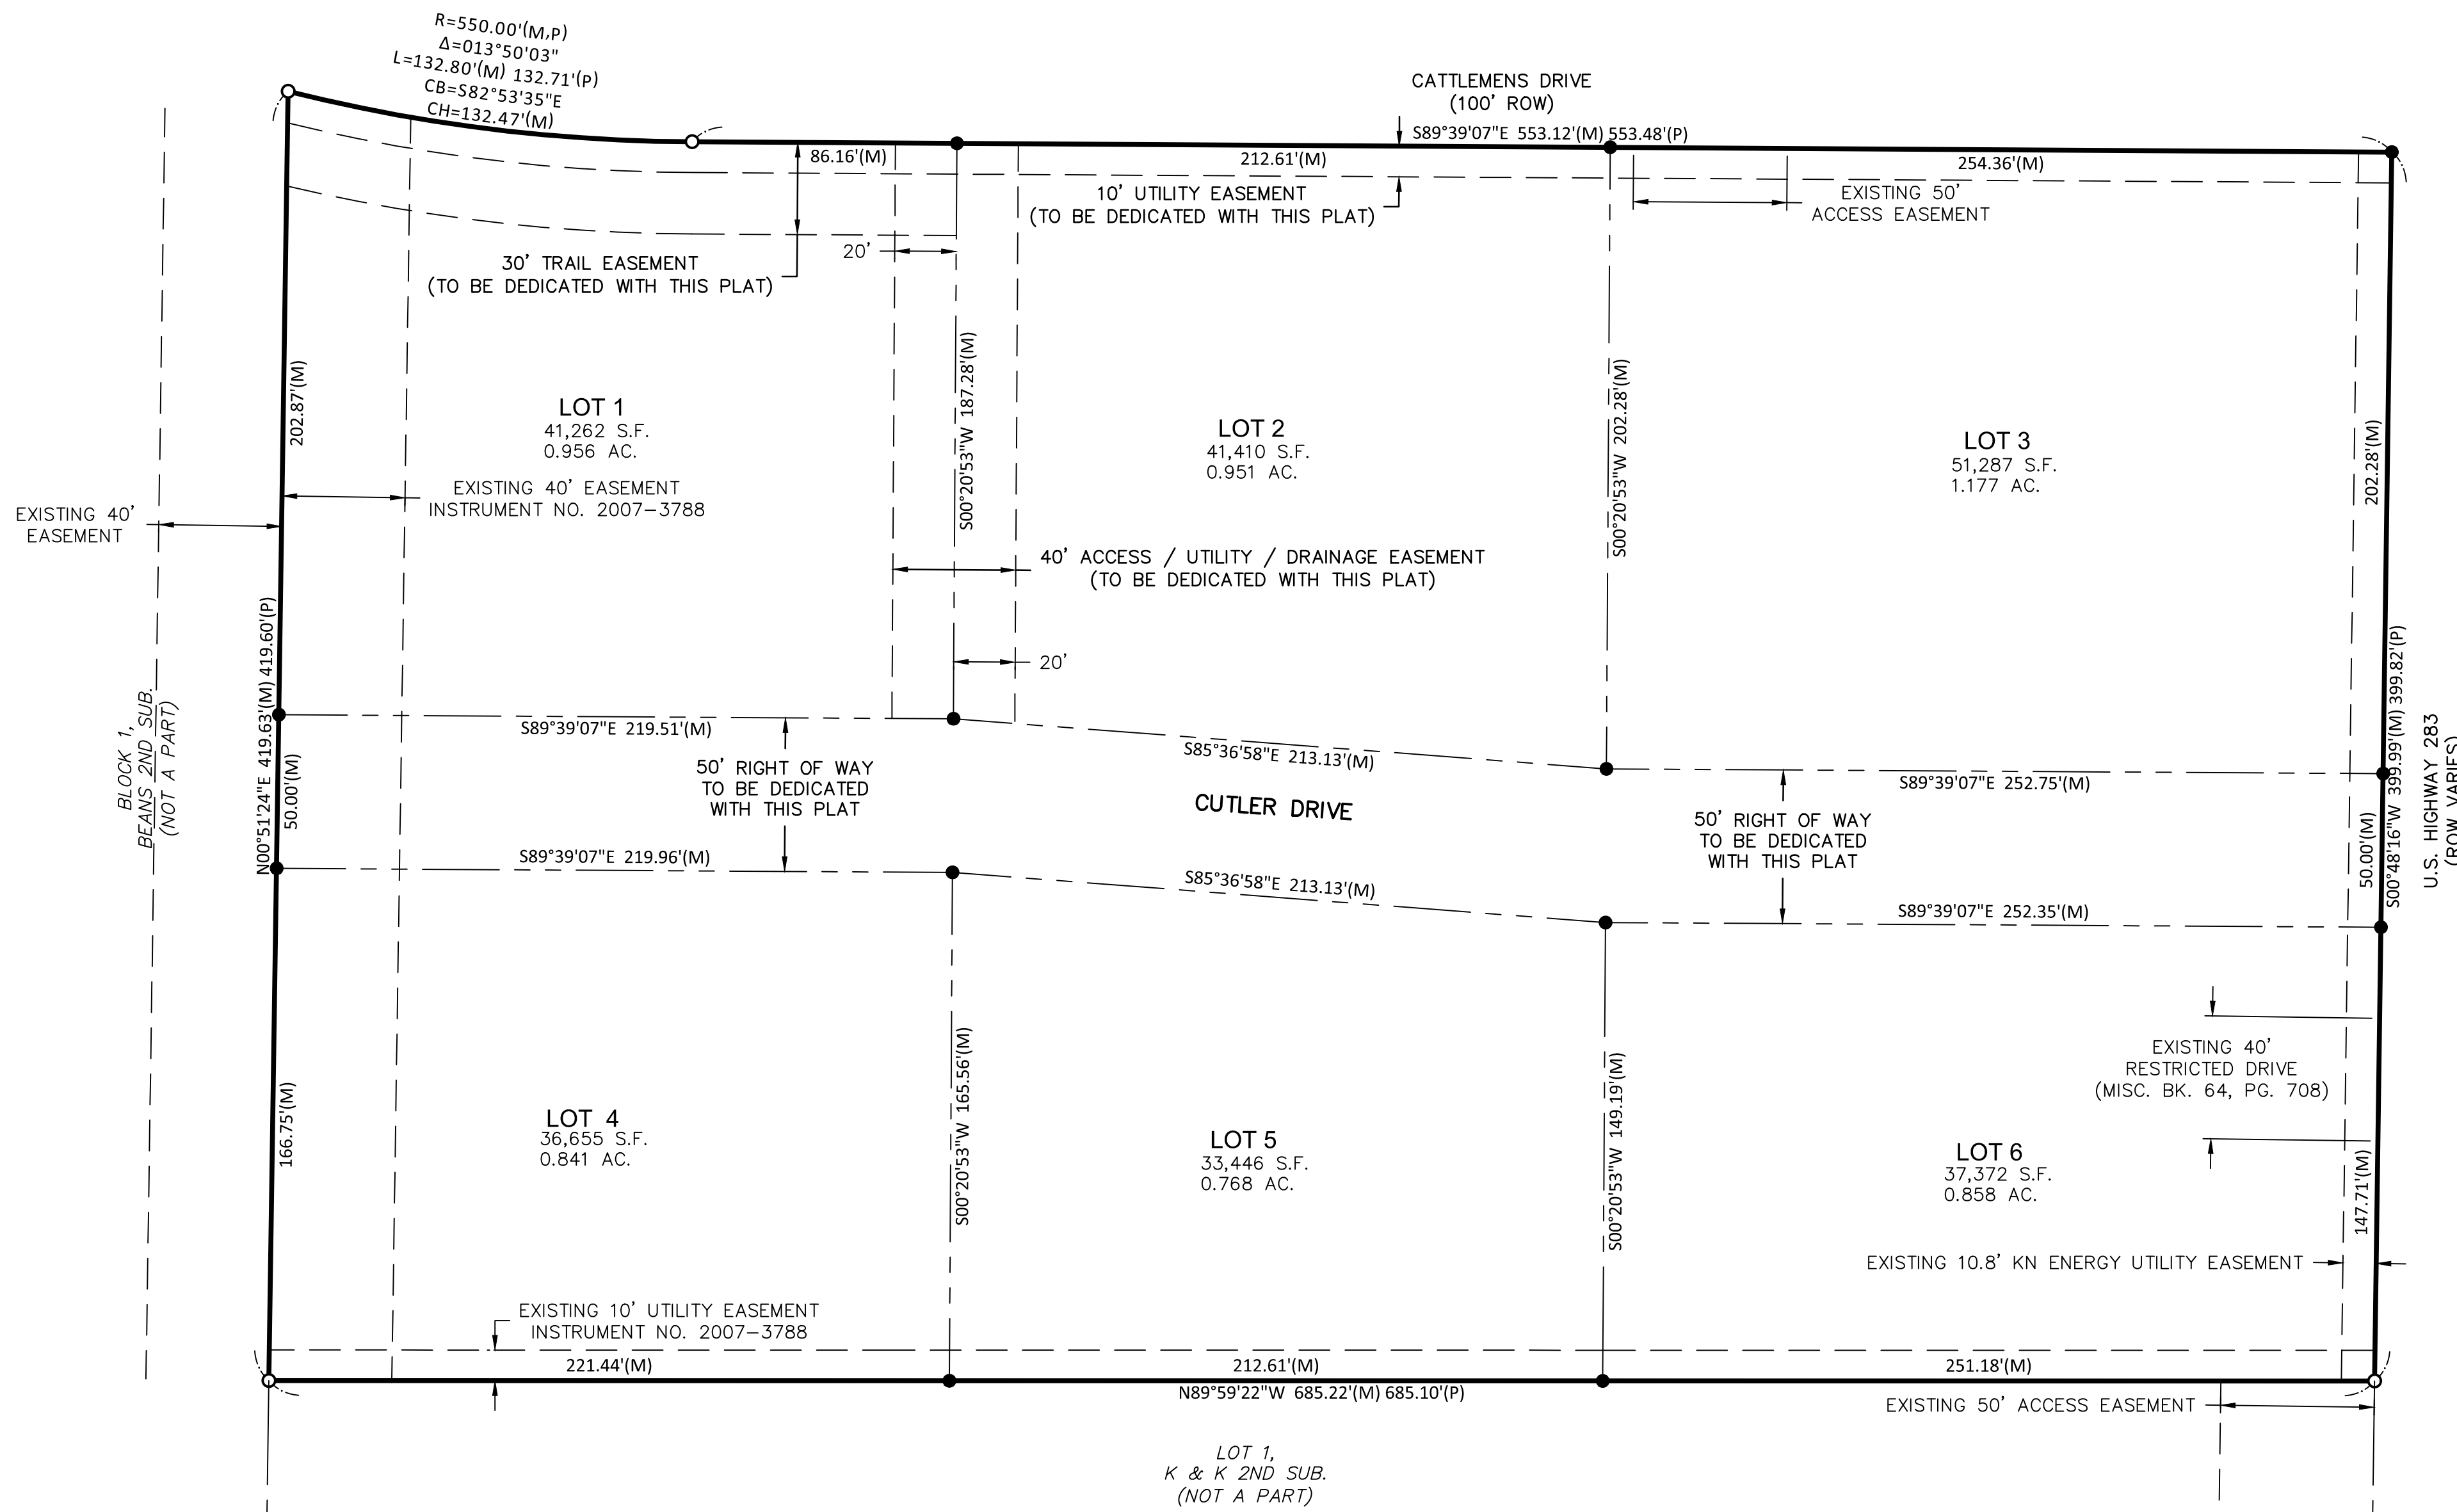 R=550.00'(M,P)
Δ=013°50'03"
L=132.80'(M) 132.71'(P)
CB=S82°53'35"E
CH=132.47'(M)
CATTLEMENS DRIVE
(100' ROW)
S89°39'07"E 553.12'(M) 553.48'(P)
86.16'(M)
212.61'(M)
254.36'(M)
10' UTILITY EASEMENT
(TO BE DEDICATED WITH THIS PLAT)
EXISTING 50'
ACCESS EASEMENT
20'
30' TRAIL EASEMENT
(TO BE DEDICATED WITH THIS PLAT)
202.87'(M)
S00°20'53"W 187.28'(M)
S00°20'53"W 202.28'(M)
202.28'(M)
LOT 1
41,262 S.F.
0.956 AC.
LOT 2
41,410 S.F.
0.951 AC.
LOT 3
51,287 S.F.
1.177 AC.
EXISTING 40' EASEMENT
INSTRUMENT NO. 2007-3788
EXISTING 40'
EASEMENT
40' ACCESS / UTILITY / DRAINAGE EASEMENT
(TO BE DEDICATED WITH THIS PLAT)
20'
N00°51'24"E 419.63'(M) 419.60'(P)
S00°48'16"W 399.99'(M) 399.82'(P)
BLOCK 1,
BEANS 2ND SUB.
(NOT A PART)
U.S. HIGHWAY 283
(ROW VARIES)
S89°39'07"E 219.51'(M)
S85°36'58"E 213.13'(M)
S89°39'07"E 252.75'(M)
50.00'(M)
50' RIGHT OF WAY
TO BE DEDICATED
WITH THIS PLAT
CUTLER DRIVE
50' RIGHT OF WAY
TO BE DEDICATED
WITH THIS PLAT
50.00'(M)
S89°39'07"E 219.96'(M)
S85°36'58"E 213.13'(M)
S89°39'07"E 252.35'(M)
166.75'(M)
S00°20'53"W 165.56'(M)
S00°20'53"W 149.19'(M)
147.71'(M)
EXISTING 40'
RESTRICTED DRIVE
(MISC. BK. 64, PG. 708)
LOT 4
36,655 S.F.
0.841 AC.
LOT 5
33,446 S.F.
0.768 AC.
LOT 6
37,372 S.F.
0.858 AC.
EXISTING 10.8' KN ENERGY UTILITY EASEMENT
EXISTING 10' UTILITY EASEMENT
INSTRUMENT NO. 2007-3788
221.44'(M)
212.61'(M)
251.18'(M)
N89°59'22"W 685.22'(M) 685.10'(P)
EXISTING 50' ACCESS EASEMENT
LOT 1,
K & K 2ND SUB.
(NOT A PART)